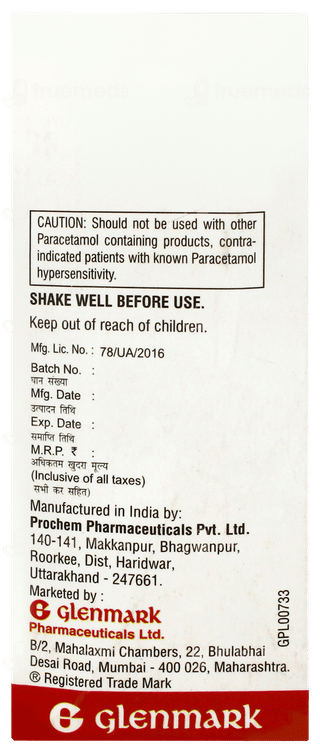 CAUTION: Should not be used with other
Paracetamol containing products, contra-
indicated patients with known Paracetamol
hypersensitivity.
SHAKE WELL BEFORE USE.
Keep out of reach of children.
Mfg. Lic. No. : 78/UA/2016
Batch No. :
घान संख्या
Mfg. Date :
उत्पादन तिथि
Exp. Date :
समाप्ति तिथि
M.R.P. ₹ :
अधिकतम खुदरा मूल्य
(Inclusive of all taxes)
सभी कर सहित)
Manufactured in India by:
Prochem Pharmaceuticals Pvt. Ltd.
140-141, Makkanpur, Bhagwanpur,
Roorkee, Dist, Haridwar,
Uttarakhand - 247661.
Marketed by :
glenmark
Pharmaceuticals Ltd.
B/2, Mahalaxmi Chambers, 22, Bhulabhai
Desai Road, Mumbai - 400 026, Maharashtra.
® Registered Trade Mark
GPL00733
glenmark